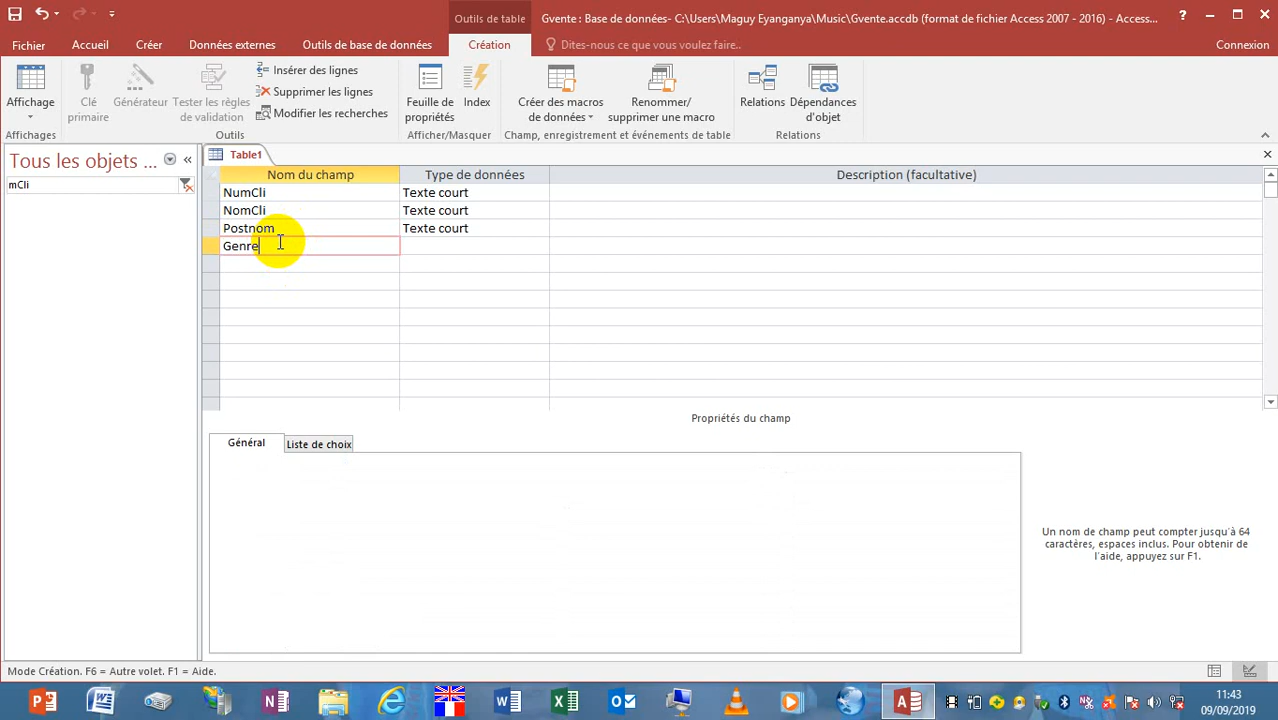 Outils de table
Gvente : Base de données- C:\Users\Maguy Eyanganya\Music\Gvente.accdb (format de fichier Access 2007 - 2016) - Access...
Fichier Accueil Créer Données externes Outils de base de données Création Dites-nous ce que vous voulez faire.. Connexion
Affichage
Clé primaire
Générateur
Tester les règles de validation
Insérer des lignes
Supprimer les lignes
Modifier les recherches
Feuille de propriétés
Index
Créer des macros de données
Renommer/ supprimer une macro
Relations
Dépendances d'objet
Affichages Outils Afficher/Masquer Champ, enregistrement et événements de table Relations
Tous les objets ...
mCli
Table1
Nom du champ Type de données Description (facultative)
NumCli Texte court
NomCli Texte court
Postnom Texte court
Genre
Propriétés du champ
Général Liste de choix
Un nom de champ peut compter jusqu'à 64
caractères, espaces inclus. Pour obtenir de
l'aide, appuyez sur F1.
Mode Création. F6 = Autre volet. F1 = Aide.
11:43
09/09/2019